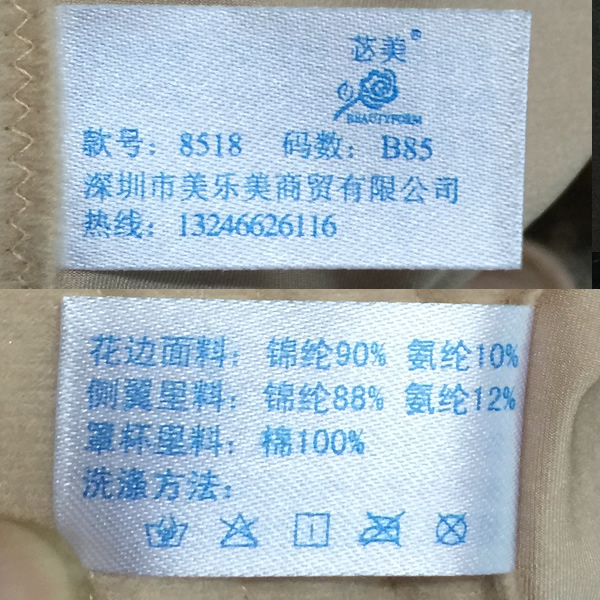 苾美®
BEAUTYFORM
款号：8518 码数：B85
深圳市美乐美商贸有限公司
热线：13246626116
花边面料：锦纶90% 氨纶10%
侧翼里料：锦纶88% 氨纶12%
罩杯里料：棉100%
洗涤方法：